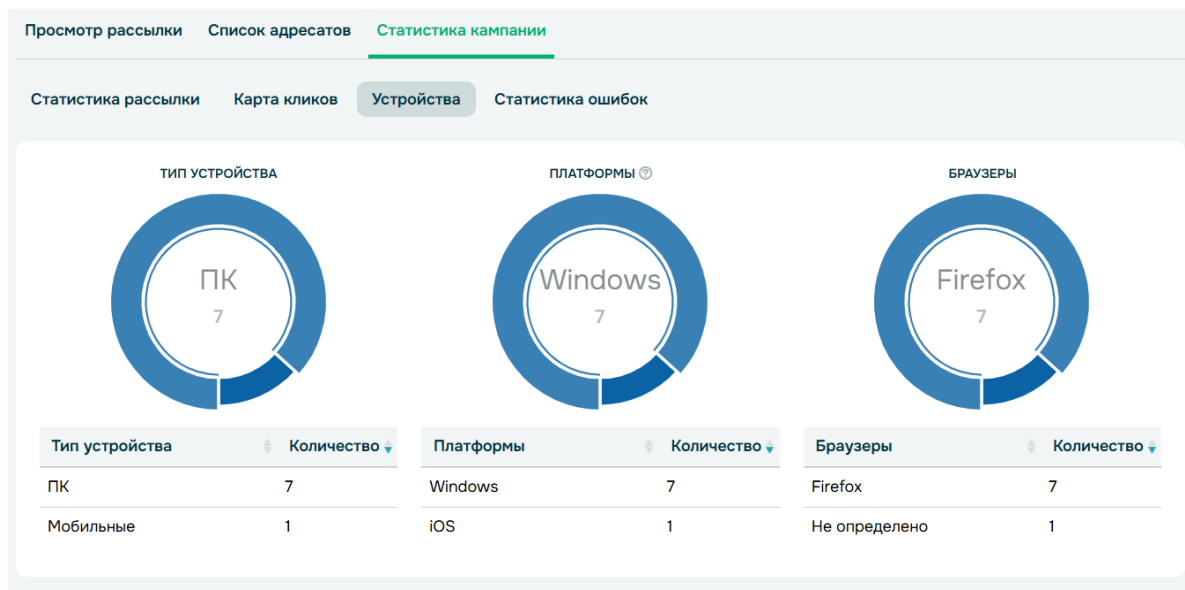 Просмотр рассылки Список адресатов Статистика кампании
Статистика рассылки Карта кликов Устройства Статистика ошибок
ТИП УСТРОЙСТВА ПЛАТФОРМЫ ? БРАУЗЕРЫ
ПК Windows Firefox
7 7 7
Тип устройства Количество Платформы Количество Браузеры Количество
ПК 7 Windows 7 Firefox 7
Мобильные 1 iOS 1 Не определено 1